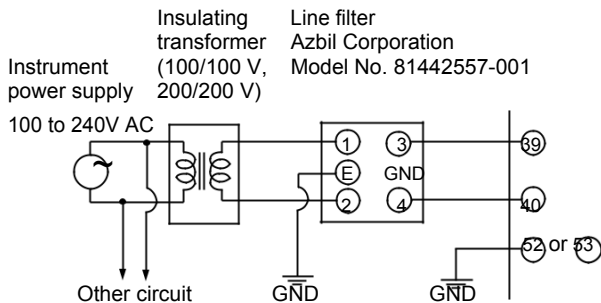 Insulating transformer (100/100 V, 200/200 V)
Line filter
Azbil Corporation
Model No. 81442557-001
Instrument power supply
100 to 240V AC
1
3
39
E
GND
2
4
40
52 or 53
Other circuit
GND
GND